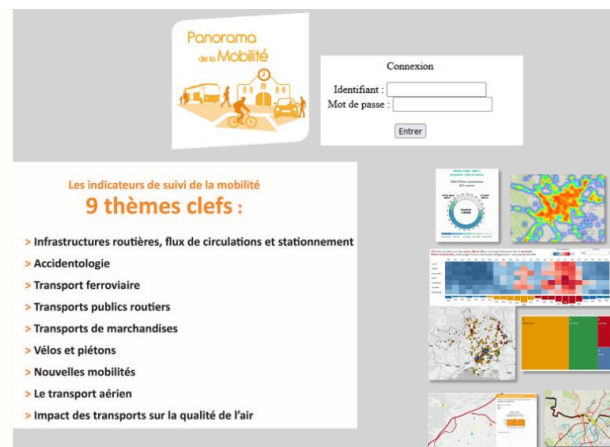 Panorama
de la Mobilité
Connexion
Identifiant :
Mot de passe :
Entrer
Les indicateurs de suivi de la mobilité
9 thèmes clefs :
> Infrastructures routières, flux de circulations et stationnement
> Accidentologie
> Transport ferroviaire
> Transports publics routiers
> Transports de marchandises
> Vélos et piétons
> Nouvelles mobilités
> Le transport aérien
> Impact des transports sur la qualité de l'air